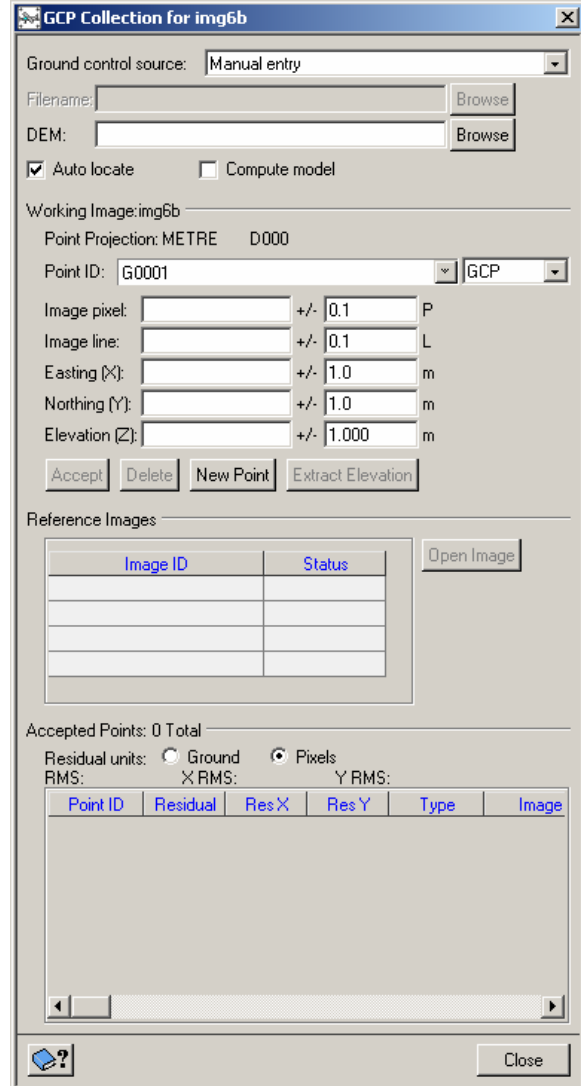 GCP Collection for img6b
Ground control source: Manual entry
Filename: Browse
DEM: Browse
Auto locate Compute model
Working Image:img6b
Point Projection: METRE D000
Point ID: G0001 GCP
Image pixel: +/- 0.1 P
Image line: +/- 0.1 L
Easting (X): +/- 1.0 m
Northing (Y): +/- 1.0 m
Elevation (Z): +/- 1.000 m
Accept Delete New Point Extract Elevation
Reference Images
Open Image
Image ID Status
Accepted Points: 0 Total
Residual units: Ground Pixels
RMS: X RMS: Y RMS:
Point ID Residual Res X Res Y Type Image
? Close